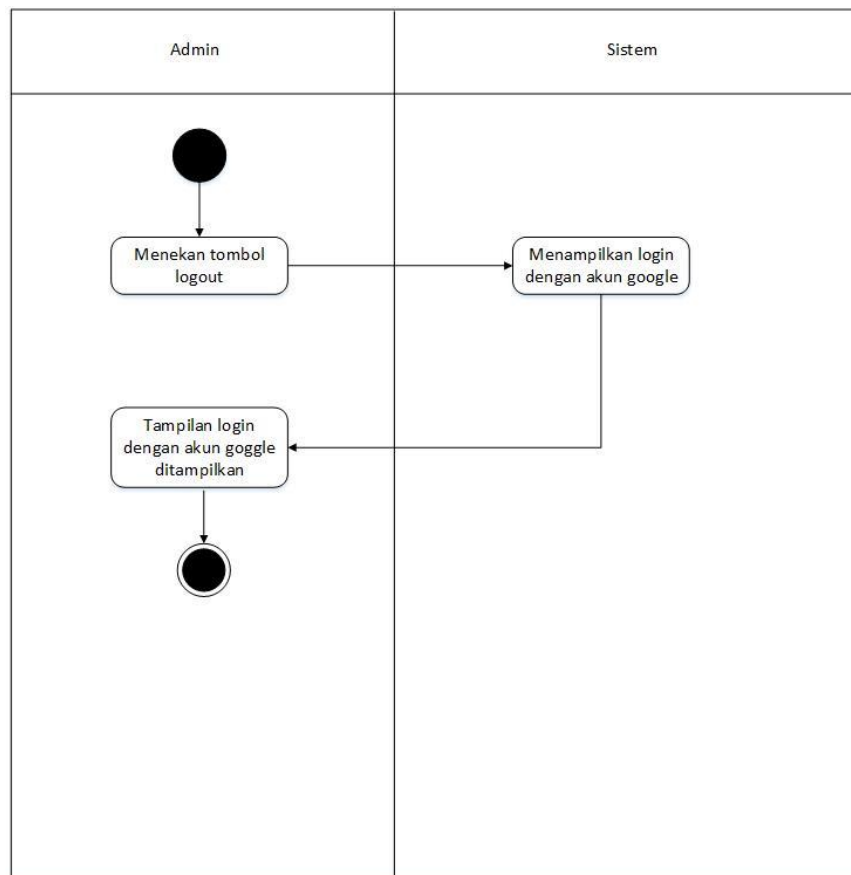 Admin
Sistem
Menekan tombol
logout
Menampilkan login
dengan akun google
Tampilan login
dengan akun goggle
ditampilkan